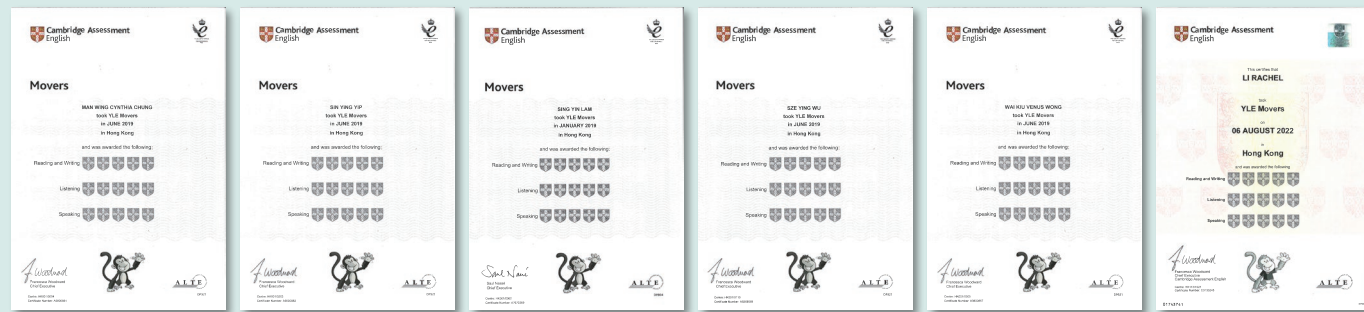 Cambridge Assessment
English
Movers
MAN WING CYNTHIA CHUNG
took YLE Movers
in JUNE 2019
in Hong Kong
and was awarded the following:
Reading and Writing
Listening
Speaking
Francesca Woodward
Chief Executive
ALTE
Cambridge Assessment
English
Movers
SIN YING YIP
took YLE Movers
in JUNE 2019
in Hong Kong
and was awarded the following:
Reading and Writing
Listening
Speaking
Francesca Woodward
Chief Executive
ALTE
Cambridge Assessment
English
Movers
SING YIN LAM
took YLE Movers
in JANUARY 2019
in Hong Kong
and was awarded the following:
Reading and Writing
Listening
Speaking
Saul Nassé
Chief Executive
ALTE
Cambridge Assessment
English
Movers
SZE YING WU
took YLE Movers
in JUNE 2019
in Hong Kong
and was awarded the following:
Reading and Writing
Listening
Speaking
Francesca Woodward
Chief Executive
ALTE
Cambridge Assessment
English
Movers
WAI KIU VENUS WONG
took YLE Movers
in JUNE 2019
in Hong Kong
and was awarded the following:
Reading and Writing
Listening
Speaking
Francesca Woodward
Chief Executive
ALTE
Cambridge Assessment
English
This certifies that
LI RACHEL
took
YLE Movers
on
06 AUGUST 2022
in
Hong Kong
and was awarded the following
Reading and Writing
Listening
Speaking
Francesca Woodward
Chief Executive
Cambridge Assessment English
ALTE